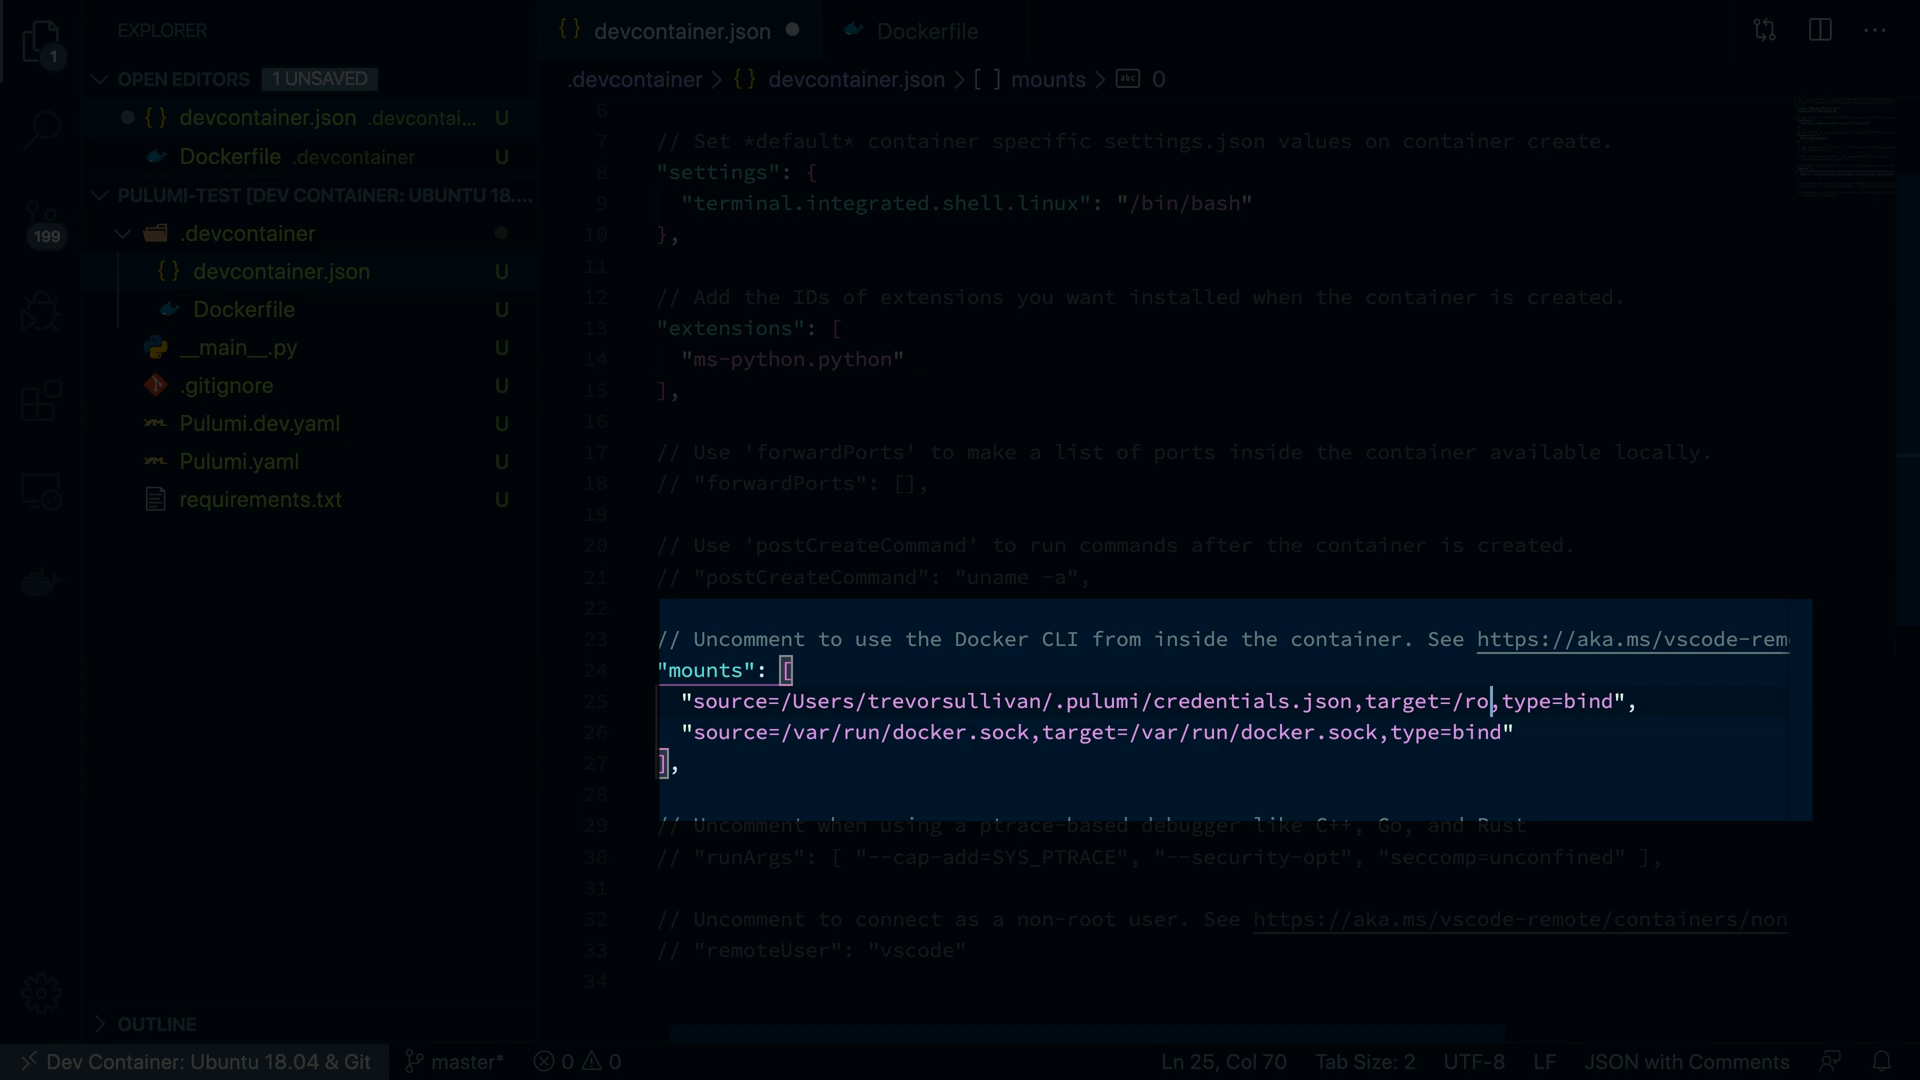 EXPLORER
1
OPEN EDITORS 1 UNSAVED
{ } devcontainer.json .devcontai... U
Dockerfile .devcontainer U
PULUMI-TEST [DEV CONTAINER: UBUNTU 18....
.devcontainer
{ } devcontainer.json U
Dockerfile U
__main__.py U
.gitignore U
YAML Pulumi.dev.yaml U
YAML Pulumi.yaml U
requirements.txt U
199
OUTLINE
{ } devcontainer.json
Dockerfile
.devcontainer > { } devcontainer.json > [ ] mounts > abc 0
6
7 // Set *default* container specific settings.json values on container create.
8 "settings": {
9 "terminal.integrated.shell.linux": "/bin/bash"
10 },
11
12 // Add the IDs of extensions you want installed when the container is created.
13 "extensions": [
14 "ms-python.python"
15 ],
16
17 // Use 'forwardPorts' to make a list of ports inside the container available locally.
18 // "forwardPorts": [],
19
20 // Use 'postCreateCommand' to run commands after the container is created.
21 // "postCreateCommand": "uname -a",
22
23 // Uncomment to use the Docker CLI from inside the container. See https://aka.ms/vscode-rem
24 "mounts": [
25 "source=/Users/trevorsullivan/.pulumi/credentials.json,target=/ro,type=bind",
26 "source=/var/run/docker.sock,target=/var/run/docker.sock,type=bind"
27 ],
28
29 // Uncomment when using a ptrace-based debugger like C++, Go, and Rust
30 // "runArgs": [ "--cap-add=SYS_PTRACE", "--security-opt", "seccomp=unconfined" ],
31
32 // Uncomment to connect as a non-root user. See https://aka.ms/vscode-remote/containers/non
33 // "remoteUser": "vscode"
34
Dev Container: Ubuntu 18.04 & Git master* 0 0 Ln 25, Col 70 Tab Size: 2 UTF-8 LF JSON with Comments